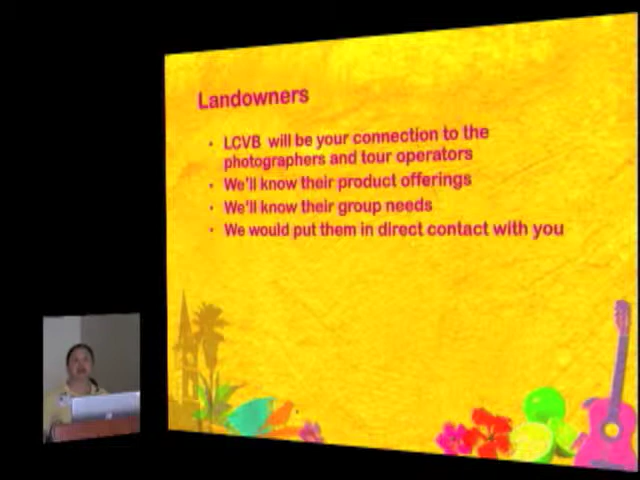 Landowners
• LCVB will be your connection to the
photographers and tour operators
• We'll know their product offerings
• We'll know their group needs
• We would put them in direct contact with you